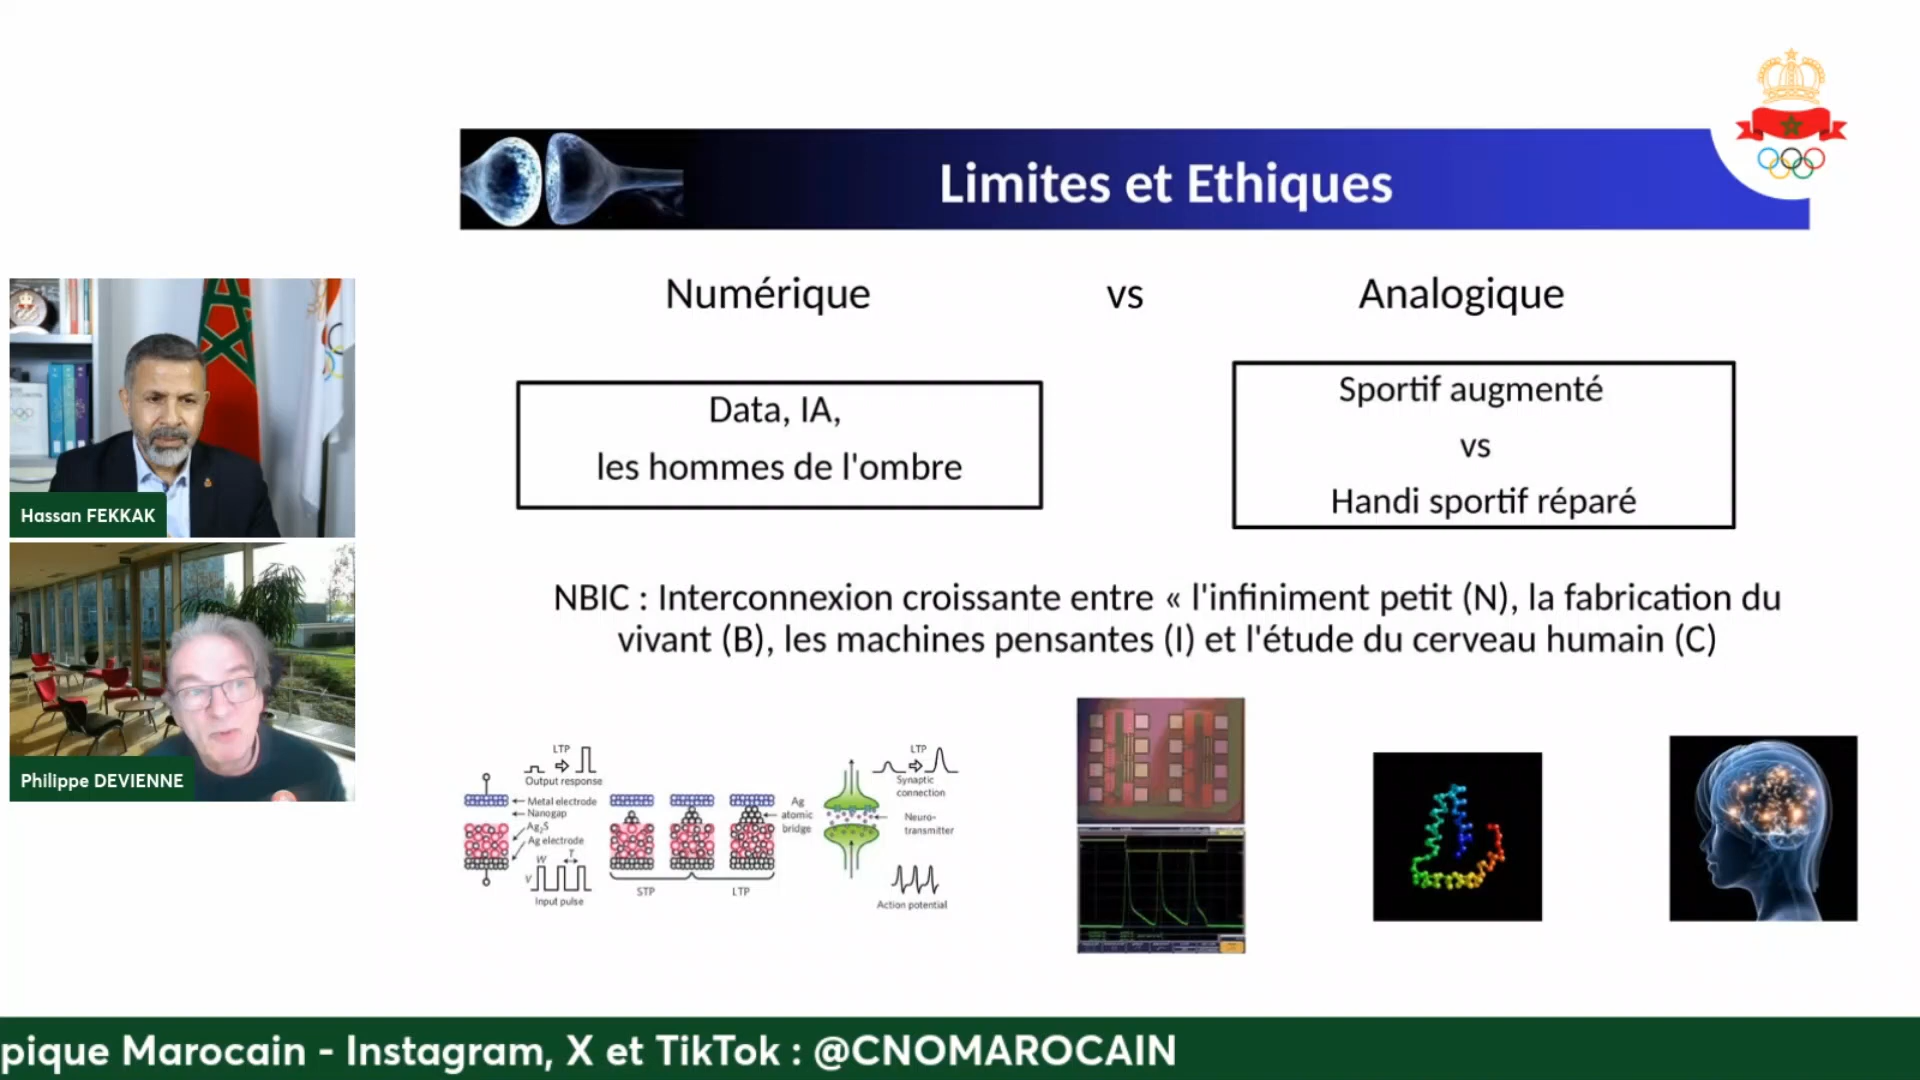 Limites et Ethiques
Numérique vs Analogique
Data, IA,
les hommes de l'ombre
Sportif augmenté
vs
Handi sportif réparé
Hassan FEKKAK
Philippe DEVIENNE
NBIC : Interconnexion croissante entre « l'infiniment petit (N), la fabrication du
vivant (B), les machines pensantes (I) et l'étude du cerveau humain (C)
LTP
Output response
Metal electrode
Nanogap
Ag₂S
Ag electrode
W
T
V
Input pulse
Ag
atomic
bridge
STP
LTP
LTP
Synaptic
connection
Neuro-
transmitter
Action potential
pique Marocain - Instagram, X et TikTok : @CNOMAROCAIN